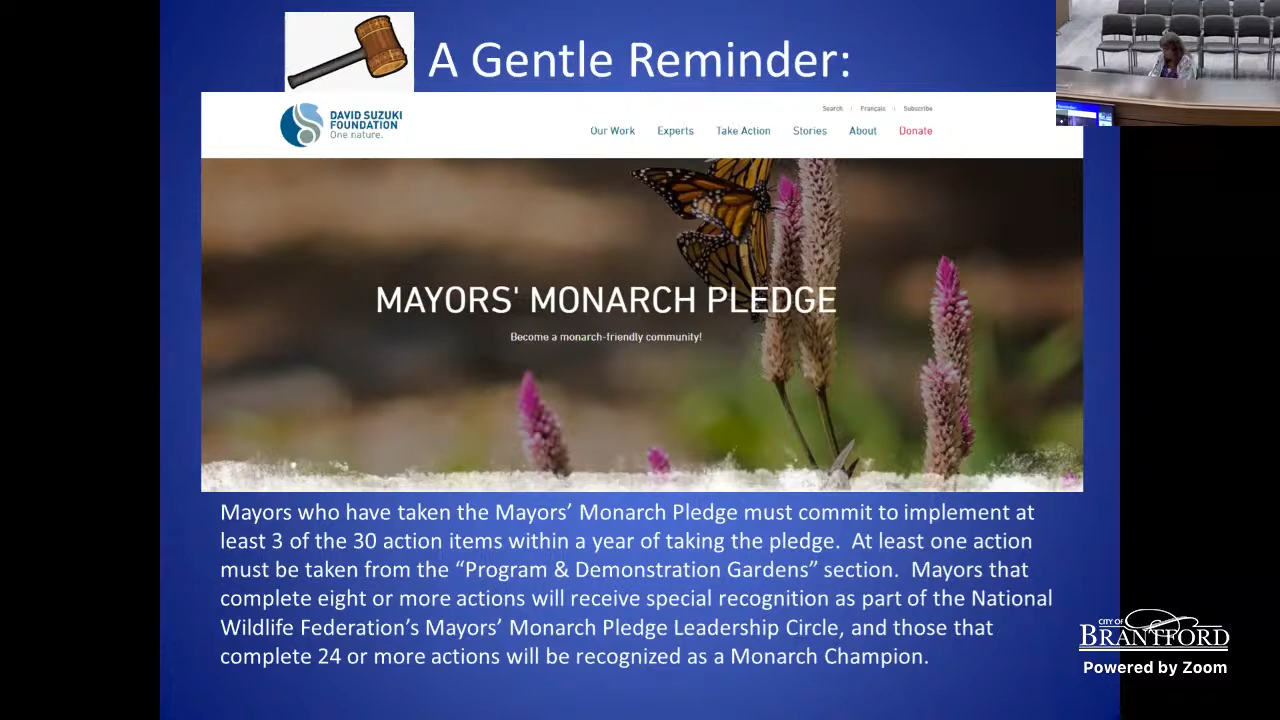 A Gentle Reminder:
DAVID SUZUKI
FOUNDATION
One nature.
Search Français Subscribe
Our Work Experts Take Action Stories About Donate
MAYORS' MONARCH PLEDGE
Become a monarch-friendly community!
Mayors who have taken the Mayors’ Monarch Pledge must commit to implement at
least 3 of the 30 action items within a year of taking the pledge. At least one action
must be taken from the “Program & Demonstration Gardens” section. Mayors that
complete eight or more actions will receive special recognition as part of the National
Wildlife Federation’s Mayors’ Monarch Pledge Leadership Circle, and those that
complete 24 or more actions will be recognized as a Monarch Champion.
CITY OF
BRANTFORD
Powered by Zoom